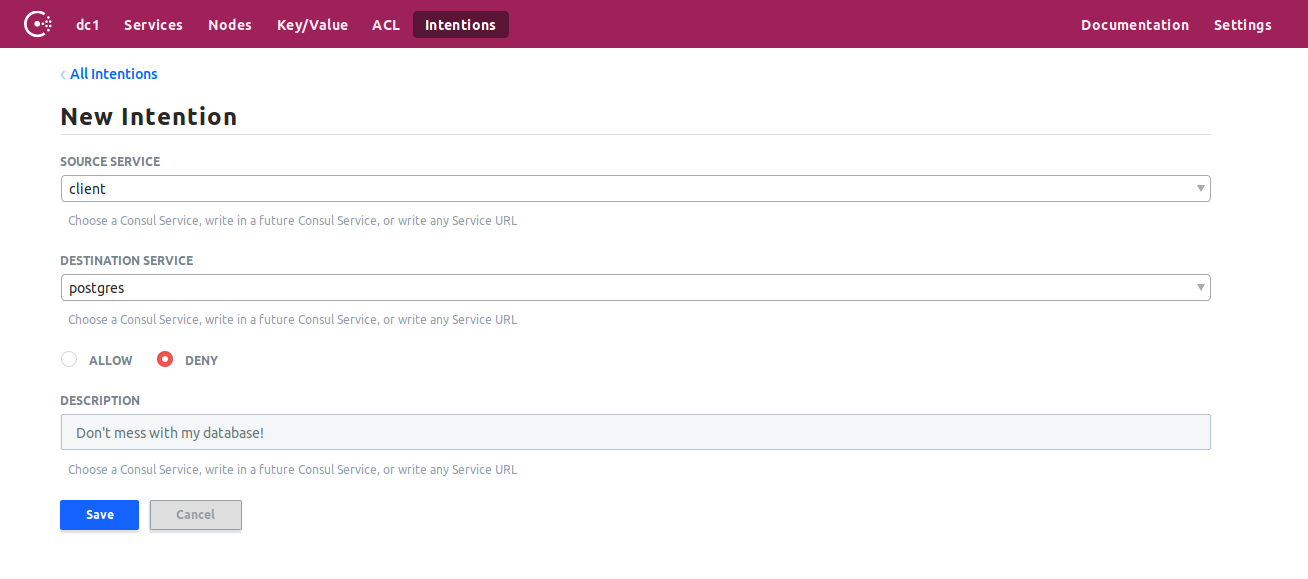 dc1 Services Nodes Key/Value ACL Intentions Documentation Settings
‹ All Intentions
New Intention
SOURCE SERVICE
client
Choose a Consul Service, write in a future Consul Service, or write any Service URL
DESTINATION SERVICE
postgres
Choose a Consul Service, write in a future Consul Service, or write any Service URL
ALLOW DENY
DESCRIPTION
Don't mess with my database!
Choose a Consul Service, write in a future Consul Service, or write any Service URL
Save Cancel